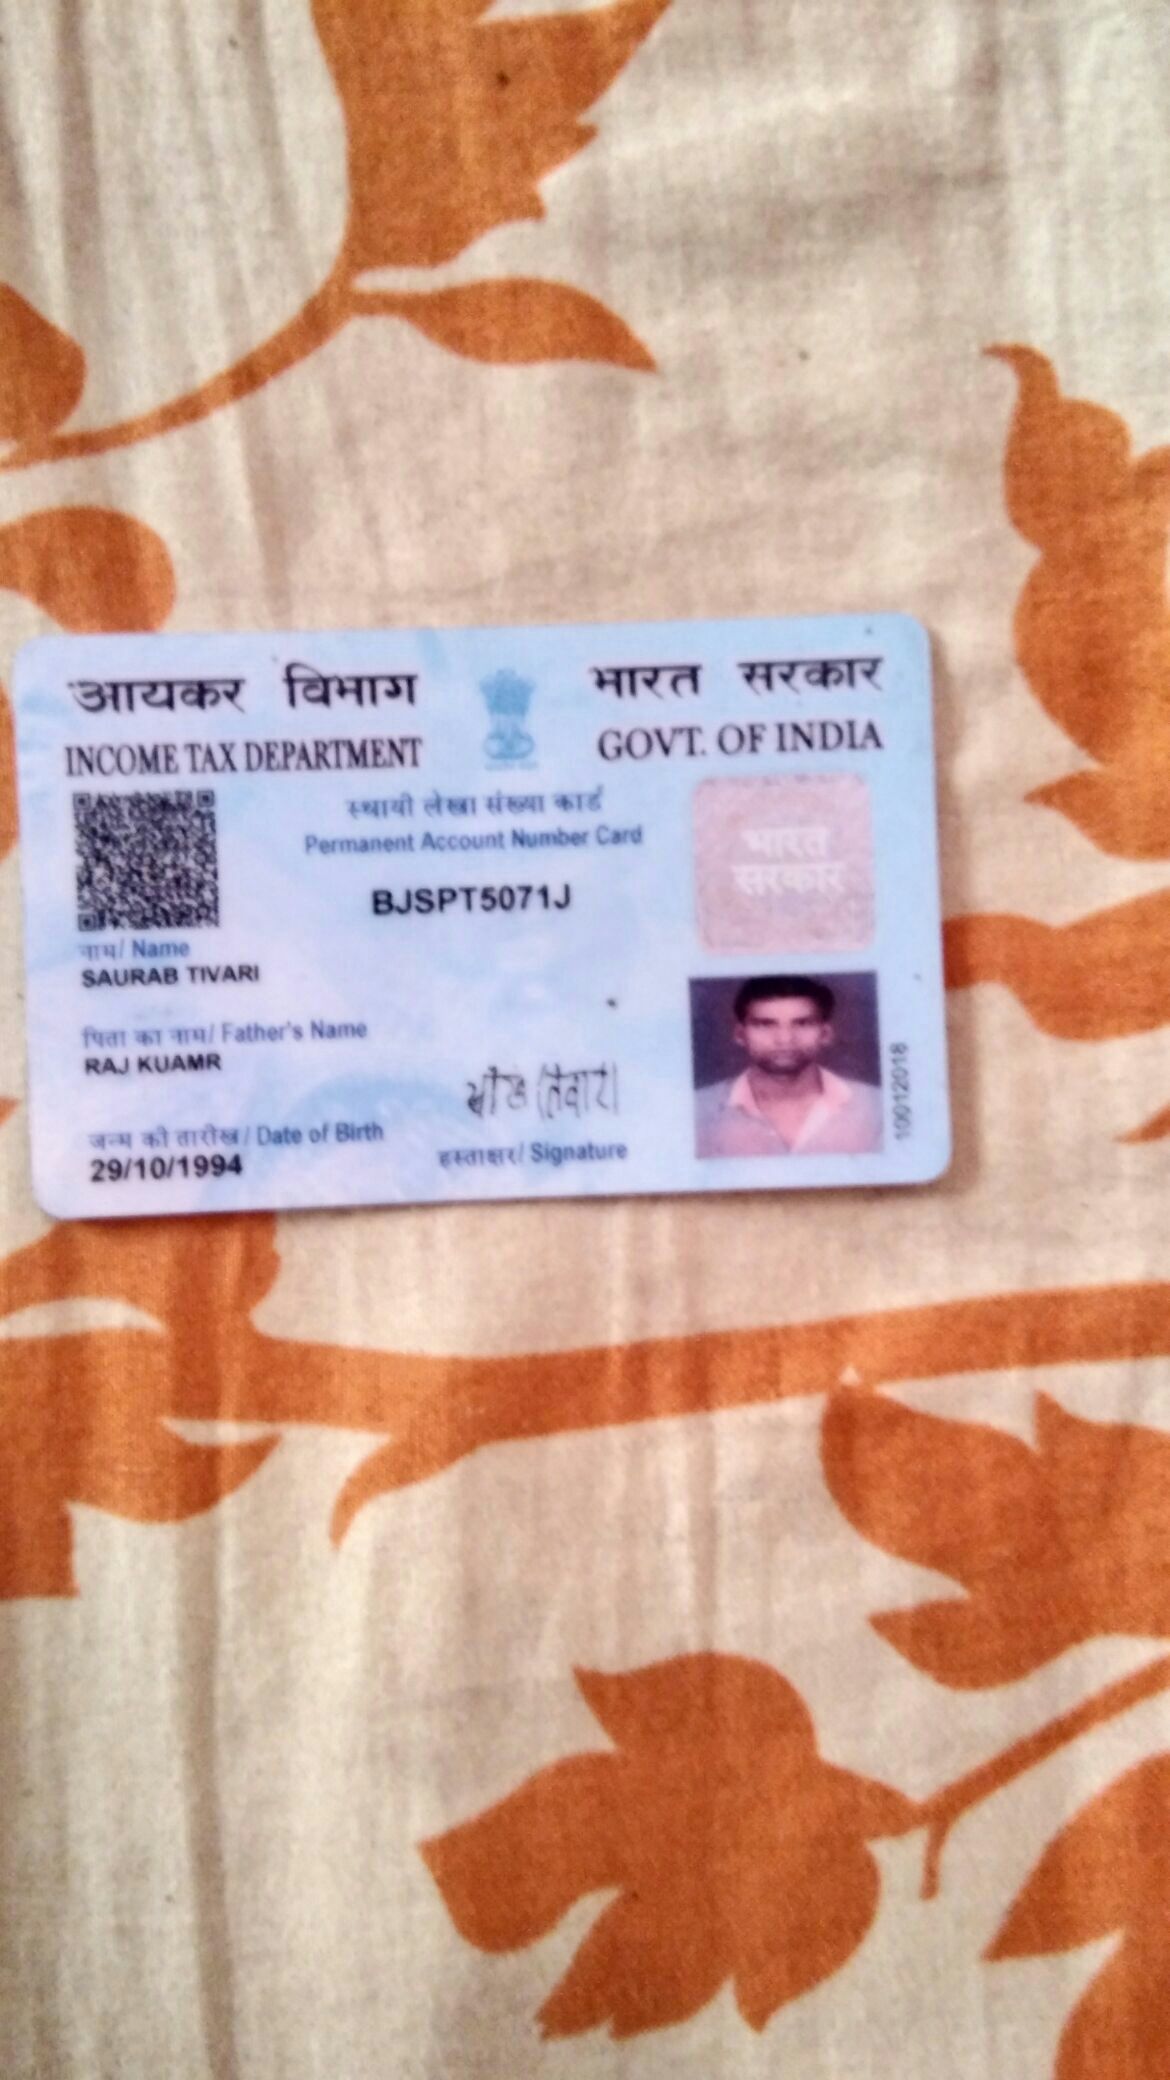 आयकर विभाग
INCOME TAX DEPARTMENT
भारत सरकार
GOVT. OF INDIA
स्थायी लेखा संख्या कार्ड
Permanent Account Number Card
BJSPT5071J
भारत
सरकार
नाम/ Name
SAURAB TIVARI
पिता का नाम/ Father's Name
RAJ KUAMR
जन्म की तारीख/ Date of Birth
29/10/1994
हस्ताक्षर/ Signature
10012018